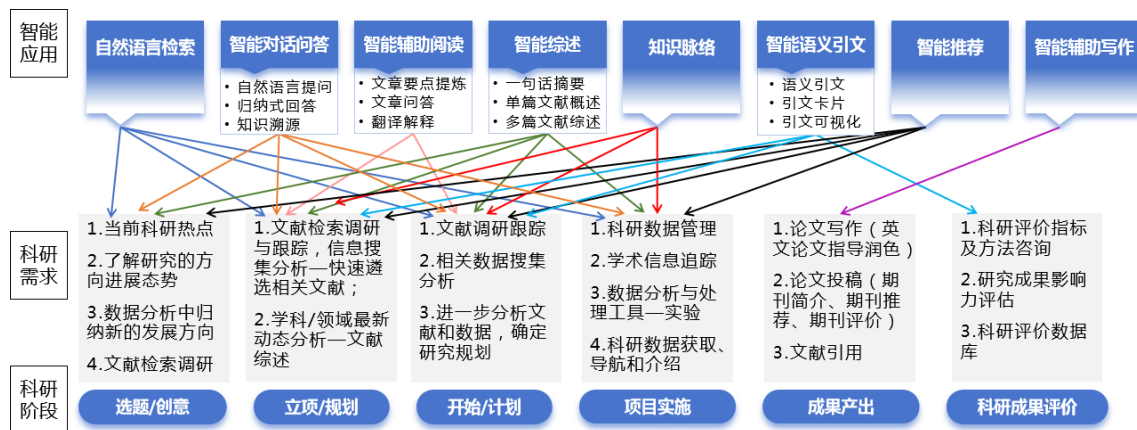 智能
应用
自然语言检索
智能对话问答
• 自然语言提问
• 归纳式回答
• 知识溯源
智能辅助阅读
• 文章要点提炼
• 文章问答
• 翻译解释
智能综述
• 一句话摘要
• 单篇文献概述
• 多篇文献综述
知识脉络
智能语义引文
• 语义引文
• 引文卡片
• 引文可视化
智能推荐
智能辅助写作
科研
需求
1.当前科研热点
2.了解研究的方
向进展态势
3.数据分析中归
纳新的发展方向
4.文献检索调研
1.文献检索调研
与跟踪，信息搜
集分析—快速遴
选相关文献；
2.学科/领域最新
动态分析—文献
综述
1.文献调研跟踪
2.相关数据搜集
分析
3.进一步分析文
献和数据，确定
研究规划
1.科研数据管理
2.学术信息追踪
3.数据分析与处
理工具—实验
4.科研数据获取、
导航和介绍
1.论文写作（英
文论文指导润色）
2.论文投稿（期
刊简介、期刊推
荐、期刊评价）
3.文献引用
1.科研评价指标
及方法咨询
2.研究成果影响
力评估
3.科研评价数据
库
科研
阶段
选题/创意
立项/规划
开始/计划
项目实施
成果产出
科研成果评价